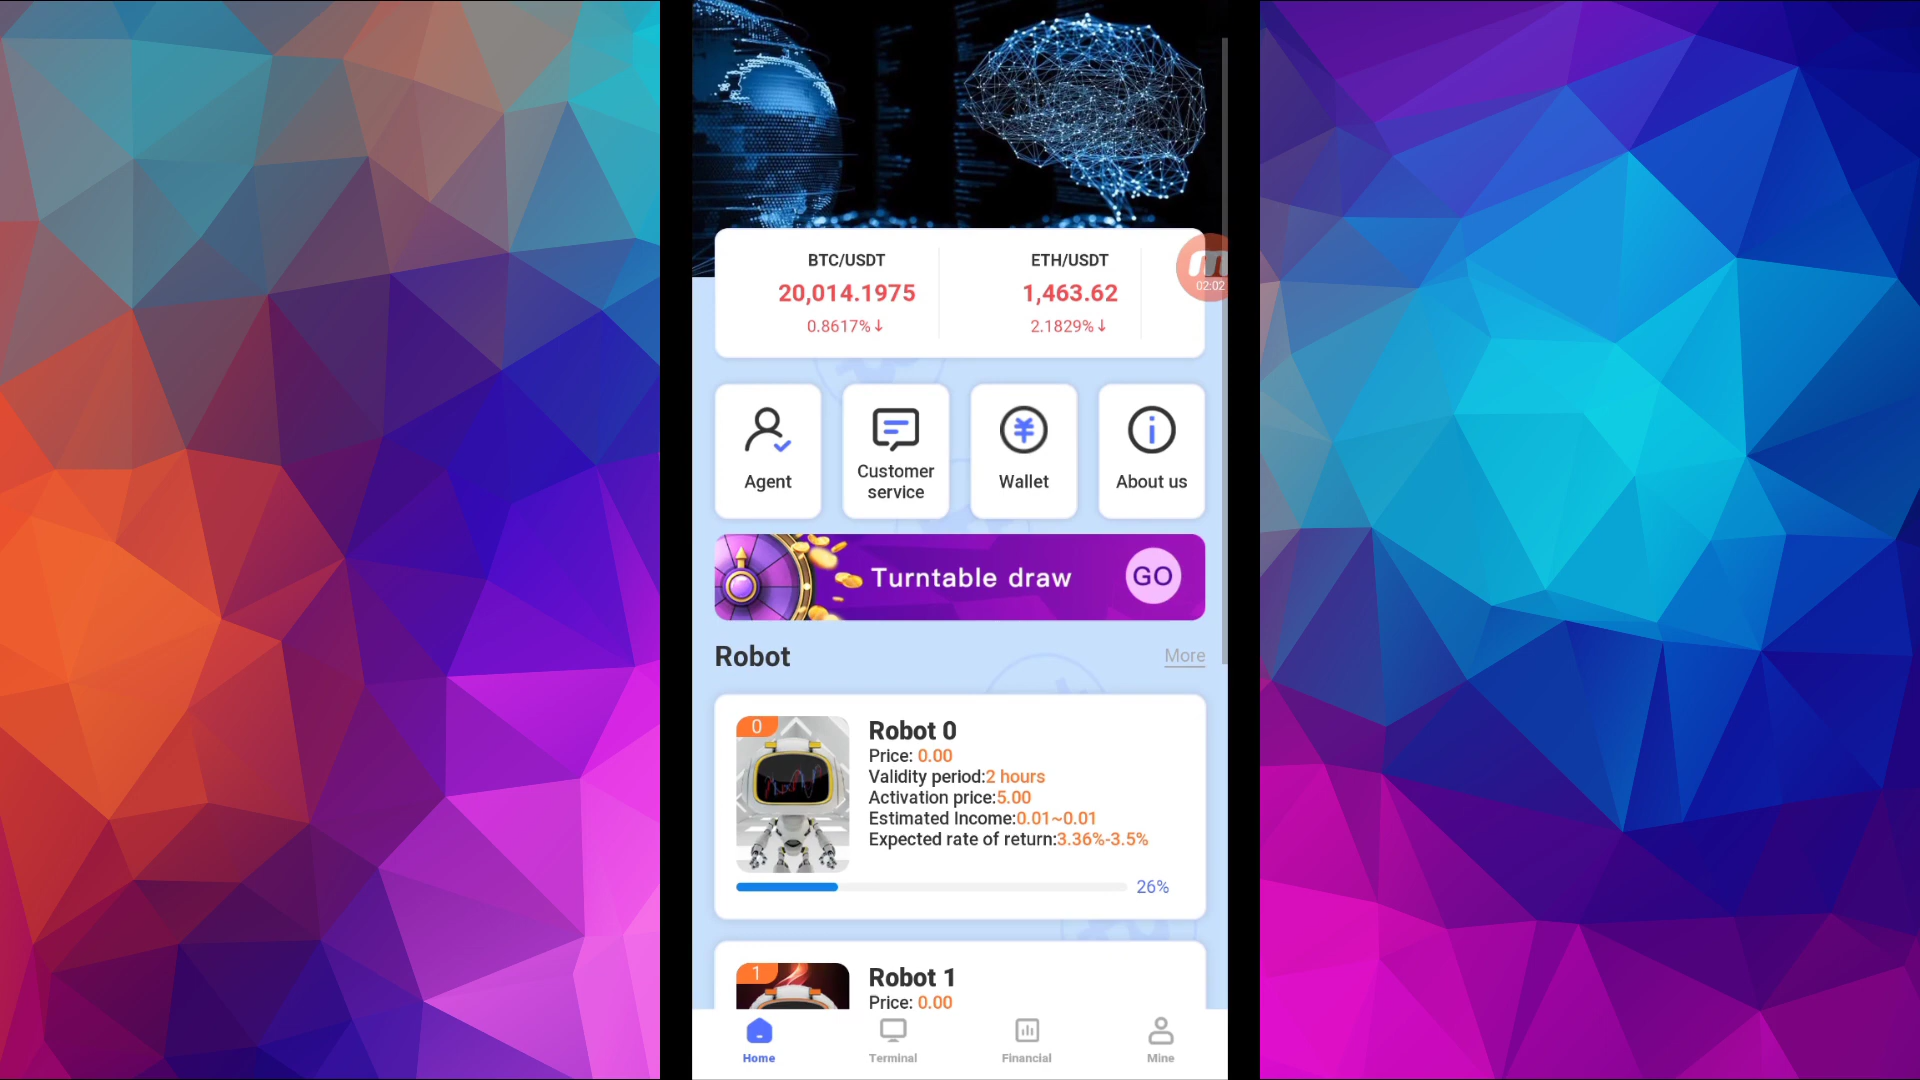 BTC/USDT
20,014.1975
0.8617%↓
ETH/USDT
1,463.62
2.1829%↓
02:02
Agent
Customer
service
Wallet
About us
Turntable draw
GO
Robot
More
0
Robot 0
Price: 0.00
Validity period:2 hours
Activation price:5.00
Estimated Income:0.01~0.01
Expected rate of return:3.36%-3.5%
26%
1
Robot 1
Price: 0.00
Home
Terminal
Financial
Mine